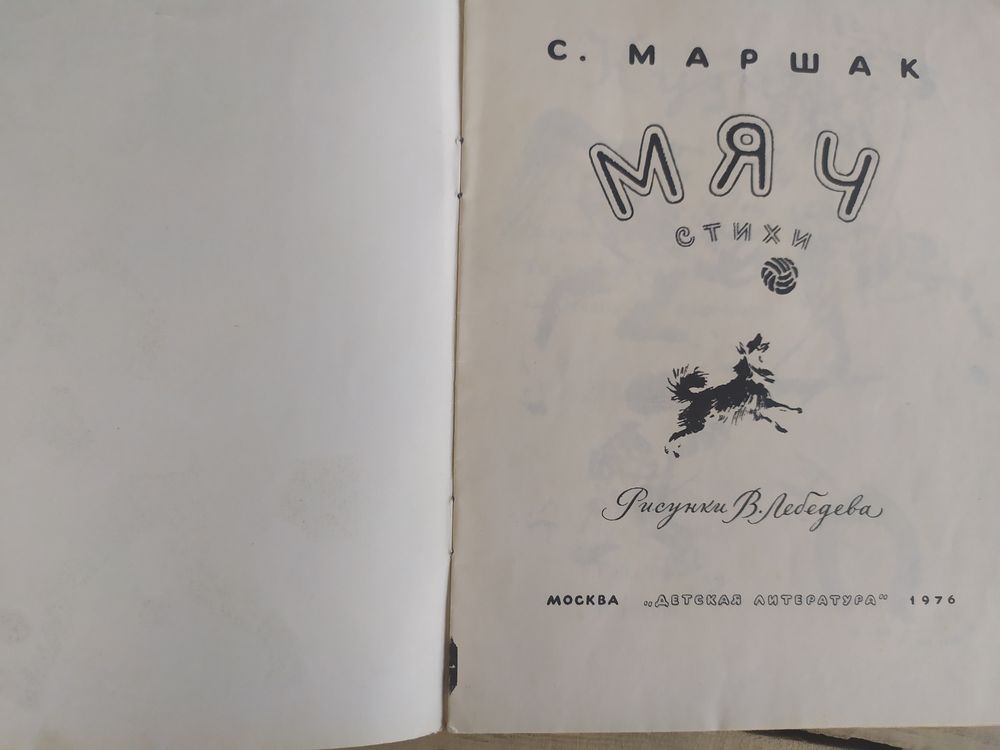 С. МАРШАК
МЯЧ
СТИХИ
Рисунки В. Лебедева
МОСКВА „ДЕТСКАЯ ЛИТЕРАТУРА" 1976